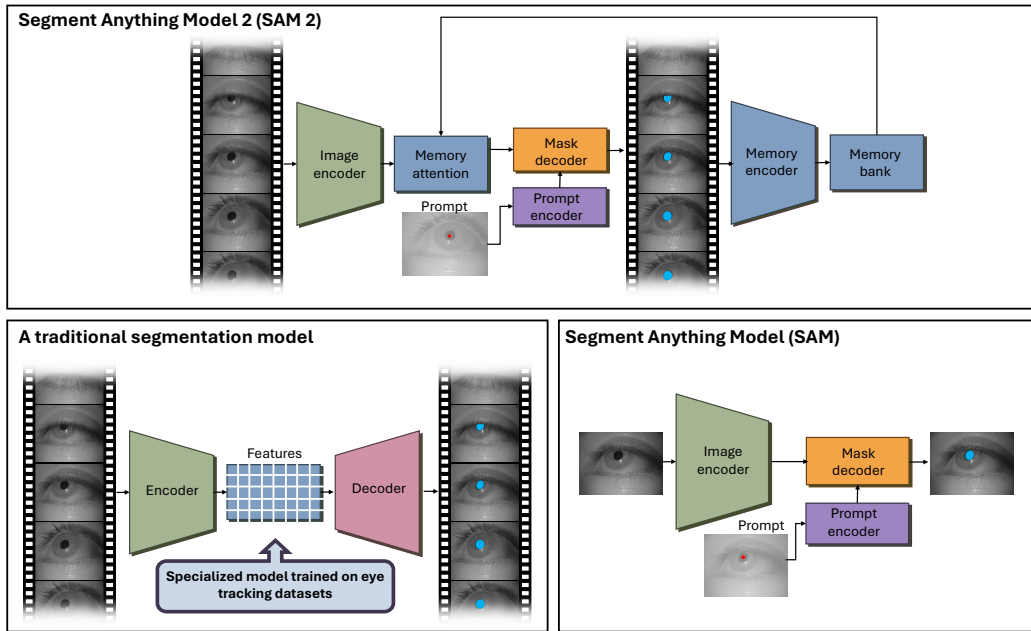 Segment Anything Model 2 (SAM 2)
Image
encoder
Memory
attention
Mask
decoder
Prompt
Prompt
encoder
Memory
encoder
Memory
bank
A traditional segmentation model
Encoder
Features
Decoder
Specialized model trained on eye
tracking datasets
Segment Anything Model (SAM)
Image
encoder
Mask
decoder
Prompt
Prompt
encoder